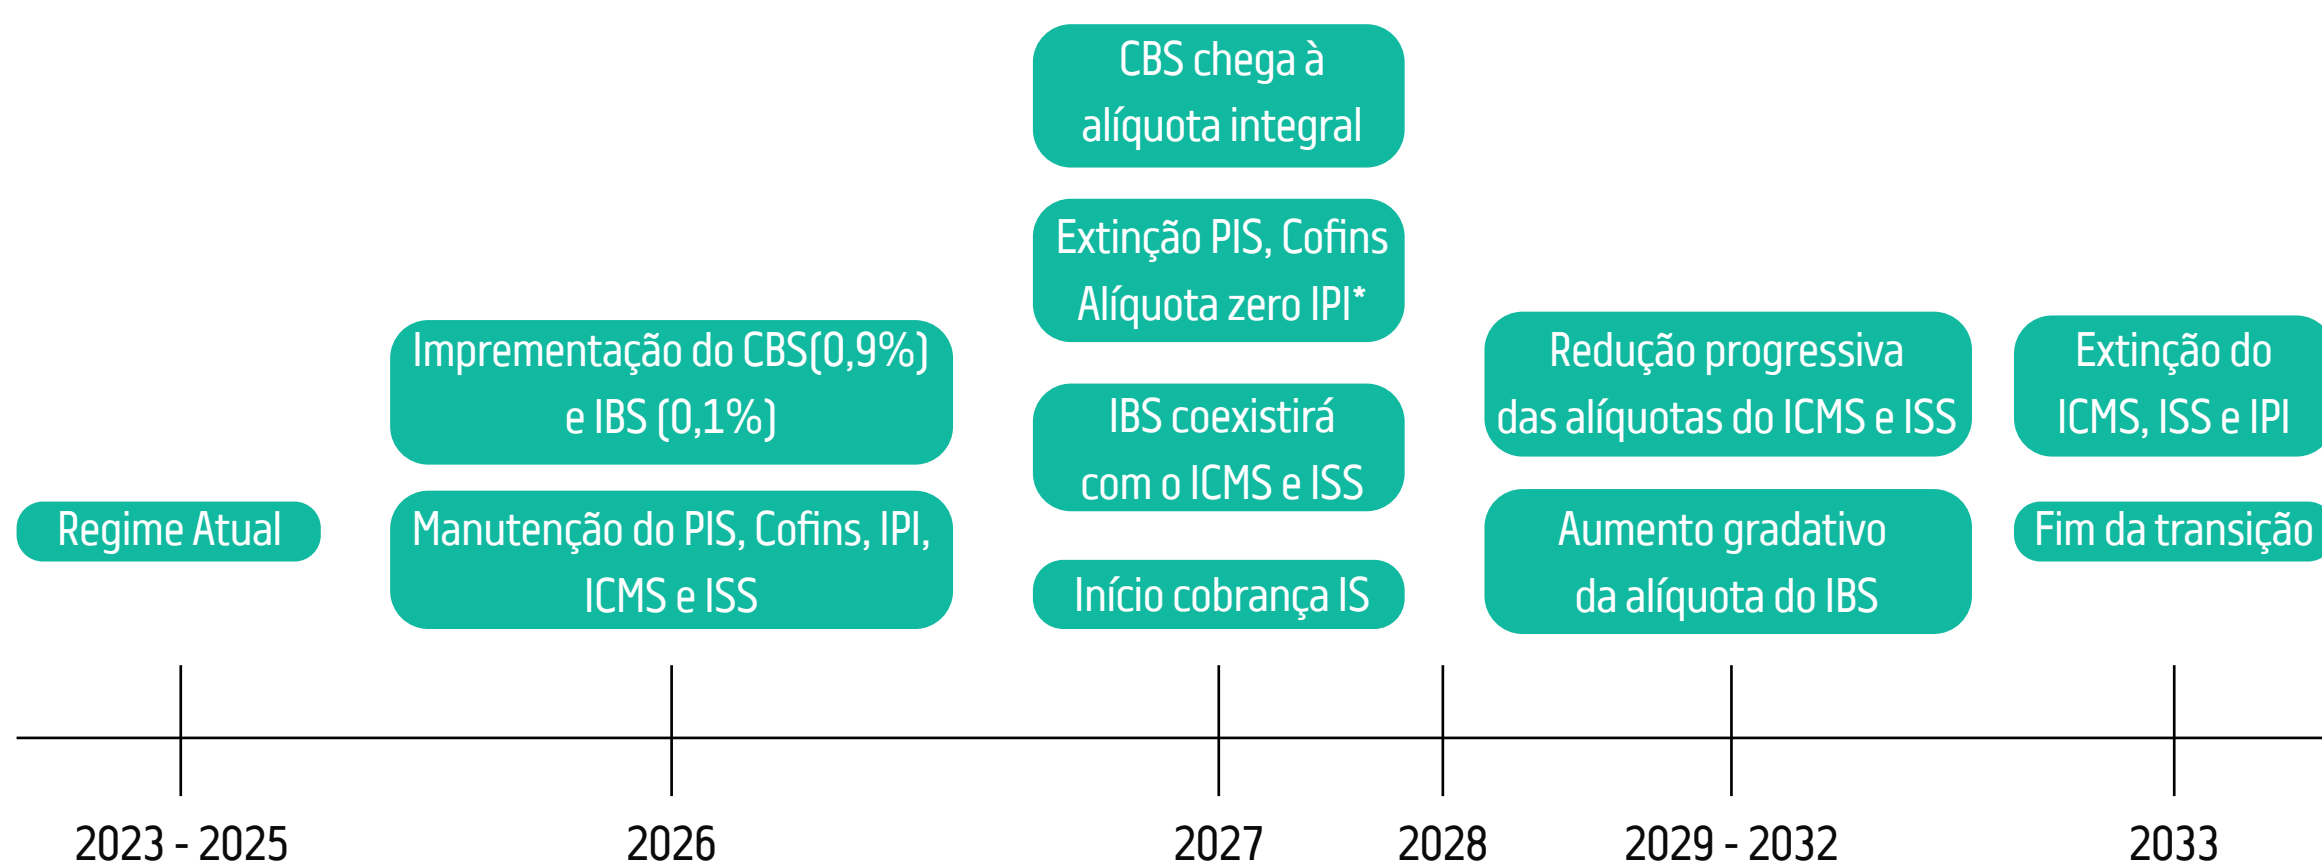 CBS chega à
alíquota integral
Extinção PIS, Cofins
Alíquota zero IPI*
IBS coexistirá
com o ICMS e ISS
Início cobrança IS
Imprementação do CBS(0,9%)
e IBS (0,1%)
Manutenção do PIS, Cofins, IPI,
ICMS e ISS
Regime Atual
Redução progressiva
das alíquotas do ICMS e ISS
Aumento gradativo
da alíquota do IBS
Extinção do
ICMS, ISS e IPI
Fim da transição
2023 - 2025
2026
2027
2028
2029 - 2032
2033